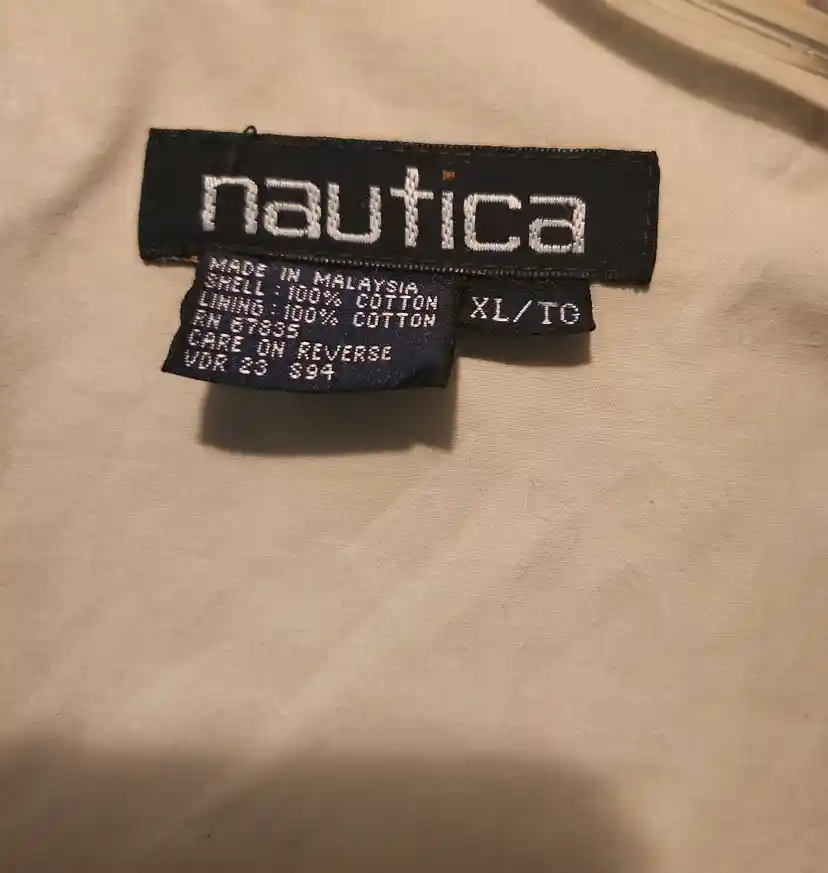 nautica
MADE IN MALAYSIA
SHELL : 100% COTTON
LINING : 100% COTTON
RN 67835
CARE ON REVERSE
VDR 23 S94
XL/TG